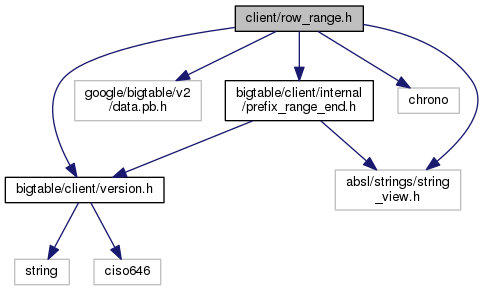 client/row_range.h
google/bigtable/v2
/data.pb.h
bigtable/client/internal
/prefix_range_end.h
chrono
bigtable/client/version.h
absl/strings/string
_view.h
string
ciso646